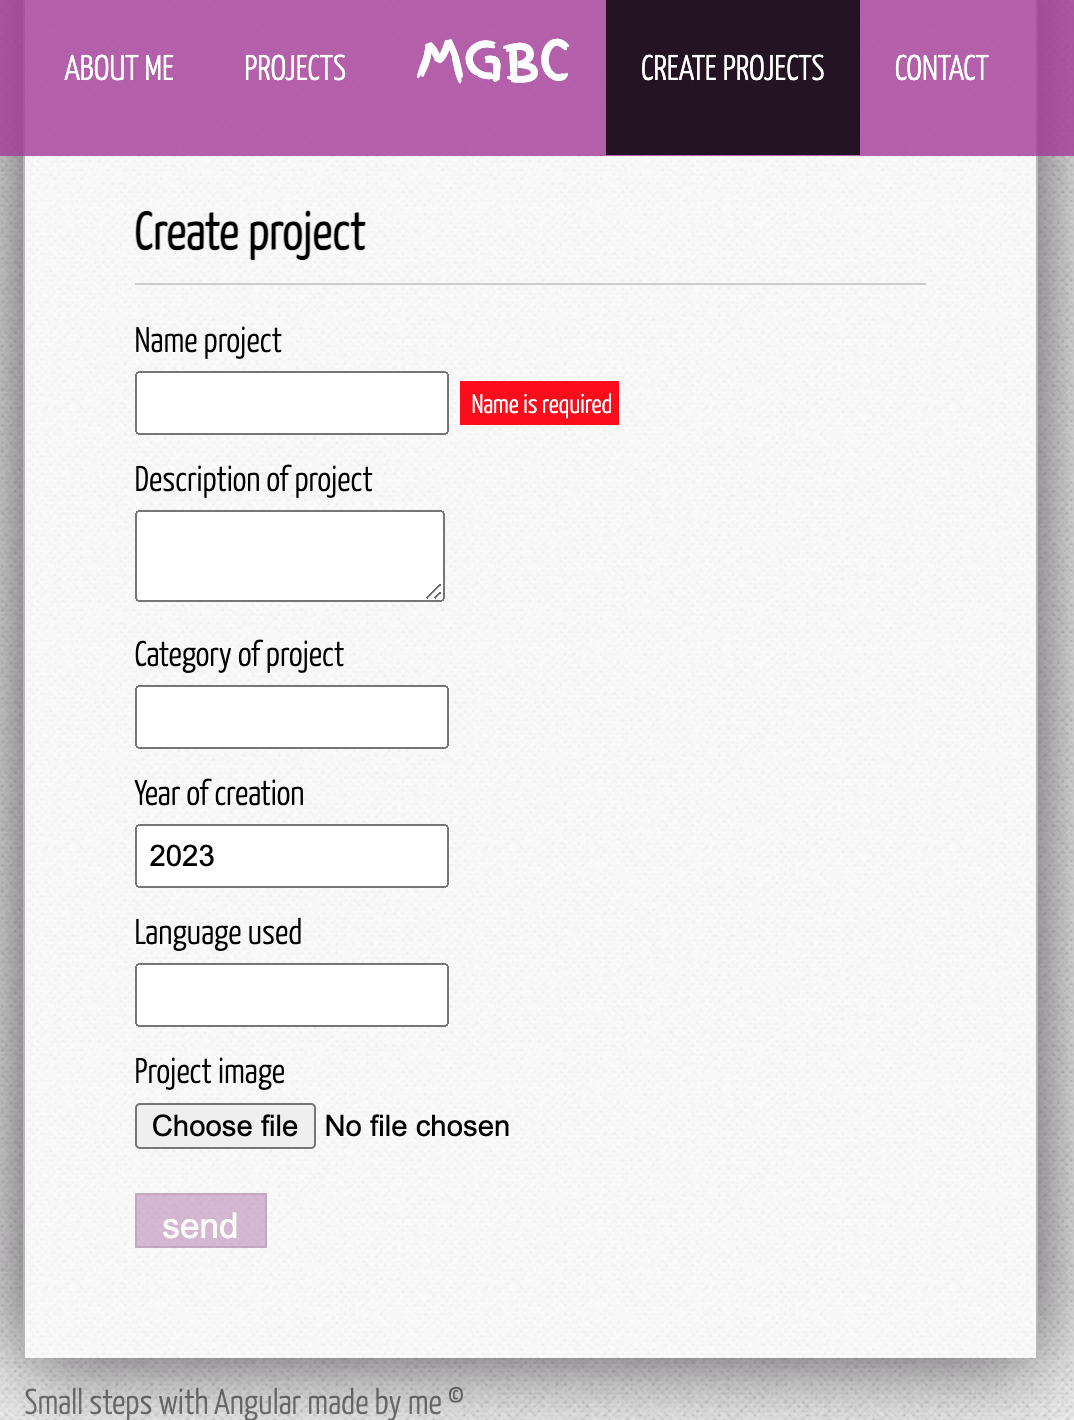 ABOUT ME PROJECTS MGBC CREATE PROJECTS CONTACT
Create project
Name project
Name is required
Description of project
Category of project
Year of creation
2023
Language used
Project image
Choose file No file chosen
send
Small steps with Angular made by me ©